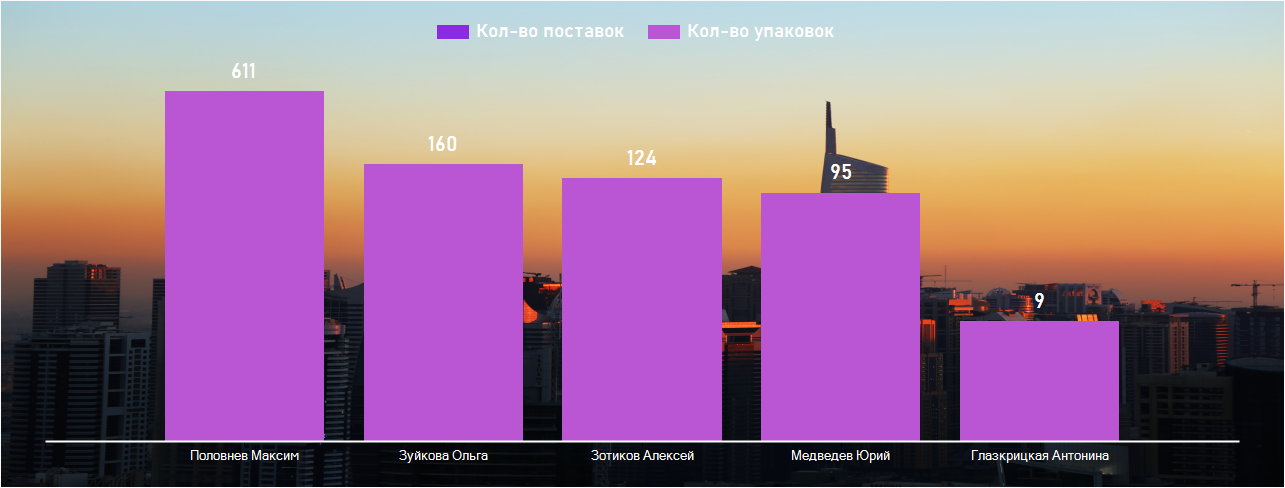 Кол-во поставок Кол-во упаковок
611
160
124
95
9
Половнев Максим Зуйкова Ольга Зотиков Алексей Медведев Юрий Глазкрицкая Антонина